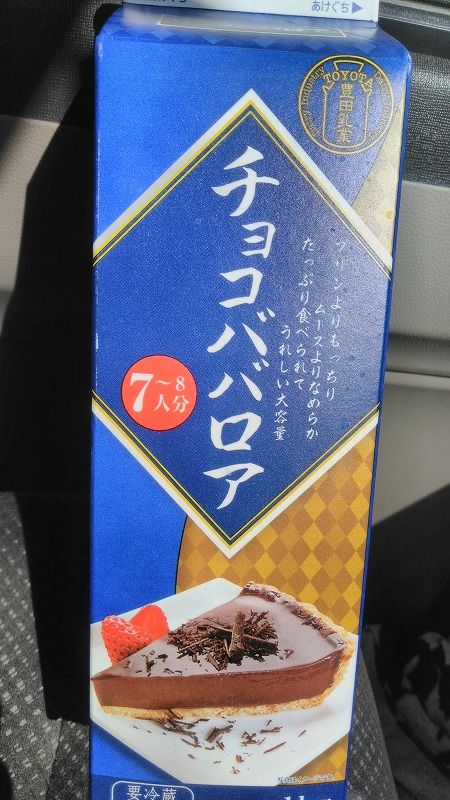 あけぐち▶
TOYOTA
豊田乳業
チョコババロア
プリンよりもっちり
ムースよりなめらか
たっぷり食べられて
うれしい大容量
7~8
人分
要冷蔵